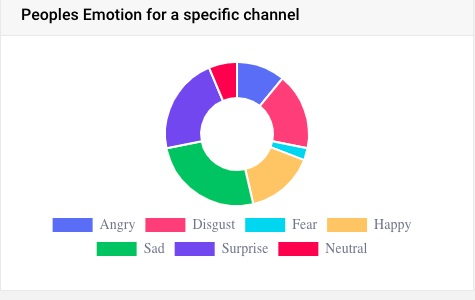 Peoples Emotion for a specific channel
Angry Disgust Fear Happy
Sad Surprise Neutral